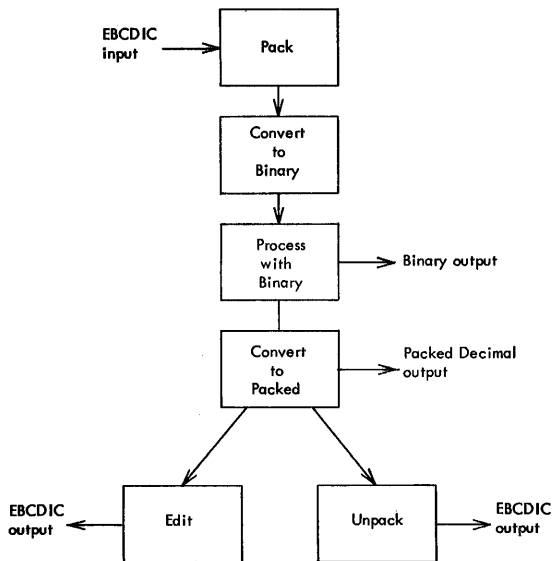 EBCDIC
input
Pack
Convert
to
Binary
Process
with
Binary
Binary output
Convert
to
Packed
Packed Decimal
output
EBCDIC
output
Edit
Unpack
EBCDIC
output